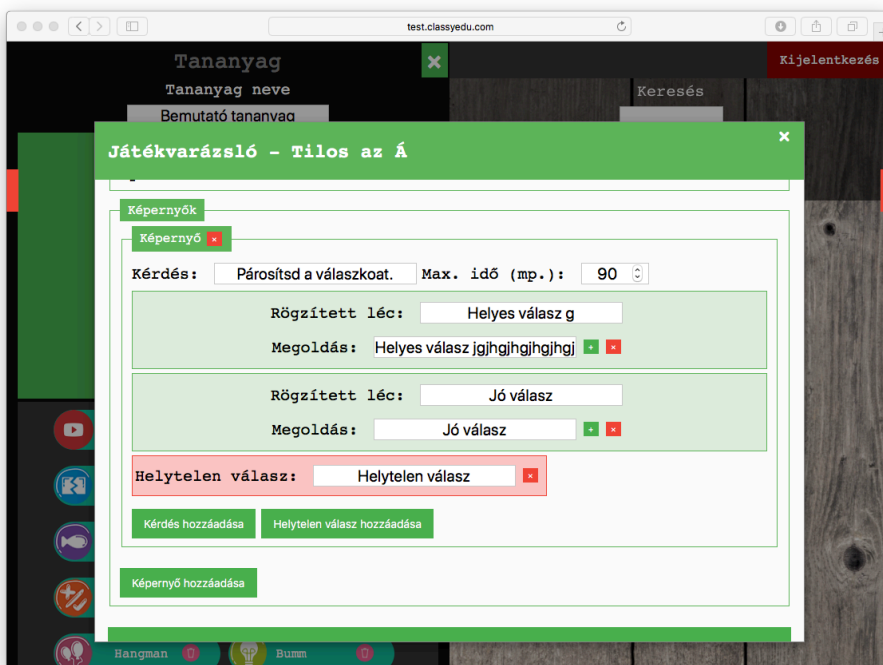 test.classyedu.com
Tananyag
Kijelentkezés
Tananyag neve
Keresés
Bemutató tananyag
Játékvarázsló - Tilos az Á
Képernyők
Képernyő
Kérdés: Párosítsd a válaszkoat. Max. idő (mp.): 90
Rögzített léc: Helyes válasz g
Megoldás: Helyes válasz jgjhgjhgjhgjhgj
Rögzített léc: Jó válasz
Megoldás: Jó válasz
Helytelen válasz: Helytelen válasz
Kérdés hozzáadása Helytelen válasz hozzáadása
Képernyő hozzáadása
Hangman Bumm